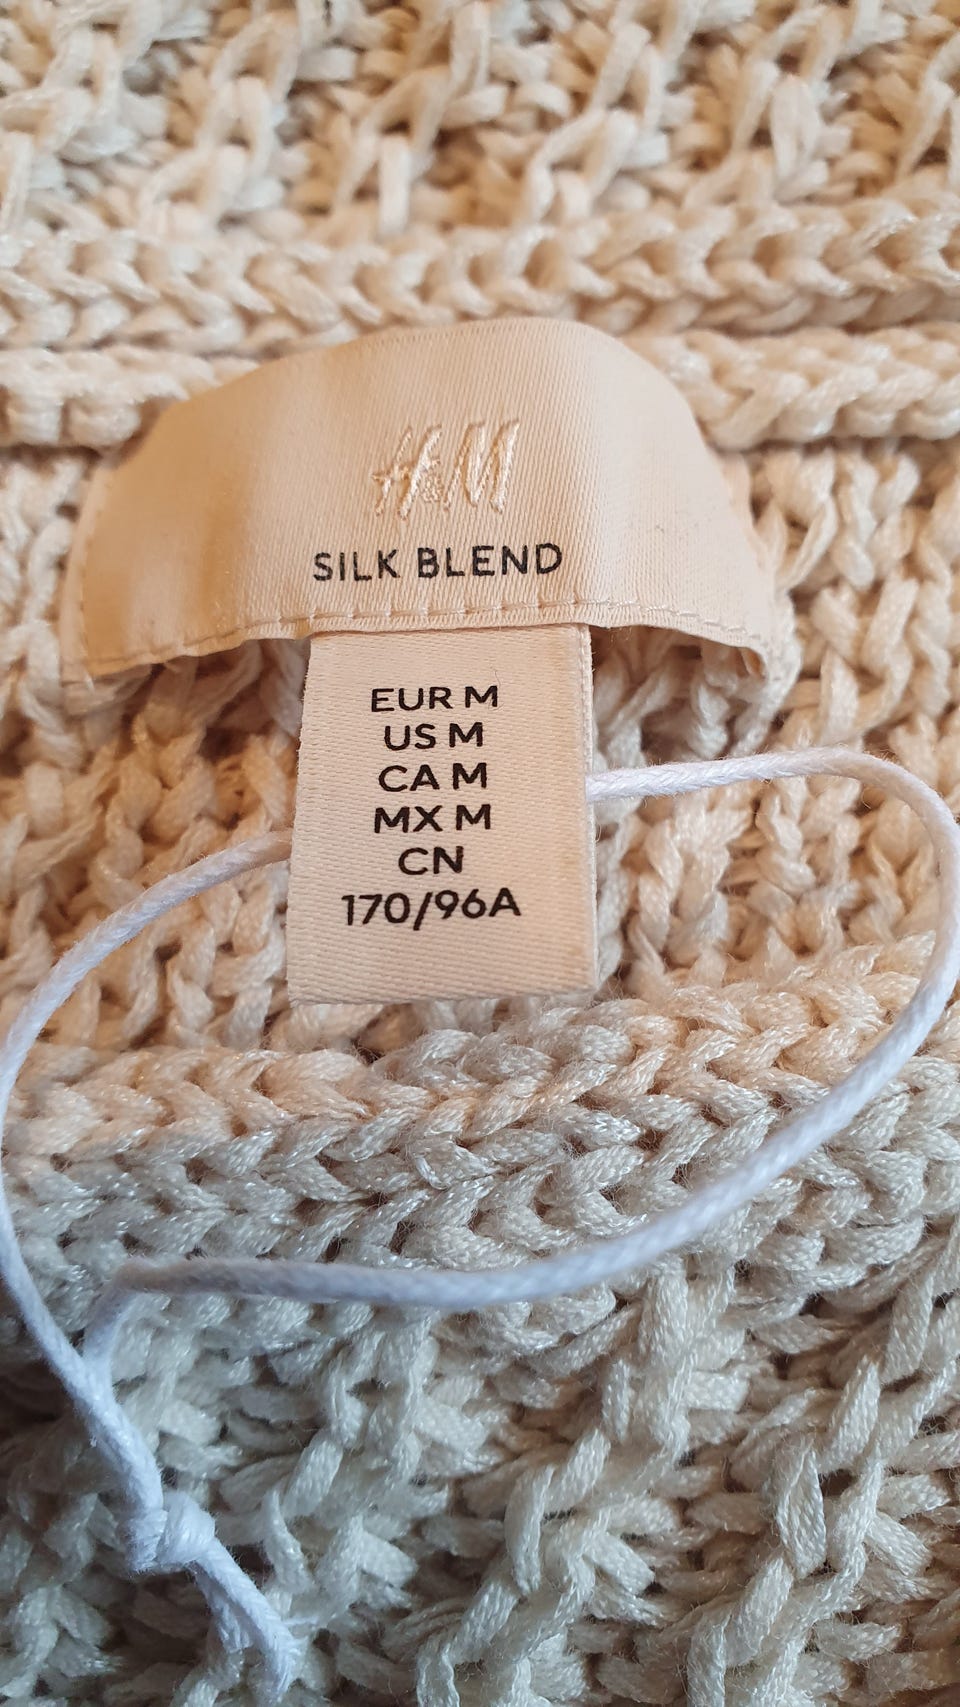 H&M
SILK BLEND
EUR M
US M
CA M
MX M
CN
170/96A